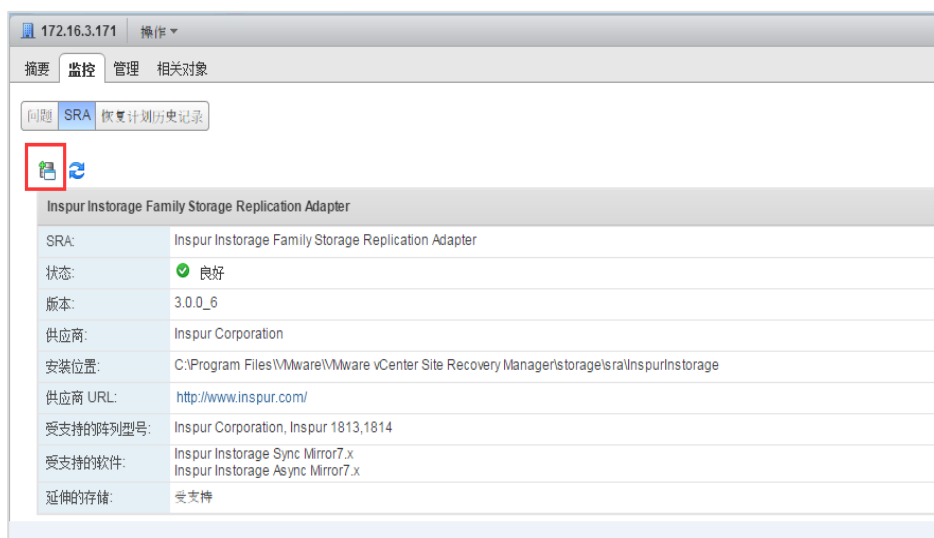 172.16.3.171 操作
摘要 监控 管理 相关对象
问题 SRA 恢复计划历史记录
Inspur Instorage Family Storage Replication Adapter
SRA: Inspur Instorage Family Storage Replication Adapter
状态: 良好
版本: 3.0.0_6
供应商: Inspur Corporation
安装位置: C:\Program Files\VMware\VMware vCenter Site Recovery Manager\storage\sra\InspurInstorage
供应商 URL: http://www.inspur.com/
受支持的阵列型号: Inspur Corporation, Inspur 1813,1814
受支持的软件: Inspur Instorage Sync Mirror7.x
Inspur Instorage Async Mirror7.x
延伸的存储: 受支持